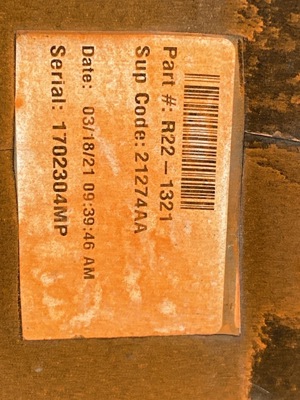 Part #: R22-1321
Sup Code: 21274AA
Date: 03/18/21 09:39:46 AM
Serial: 1702304MP